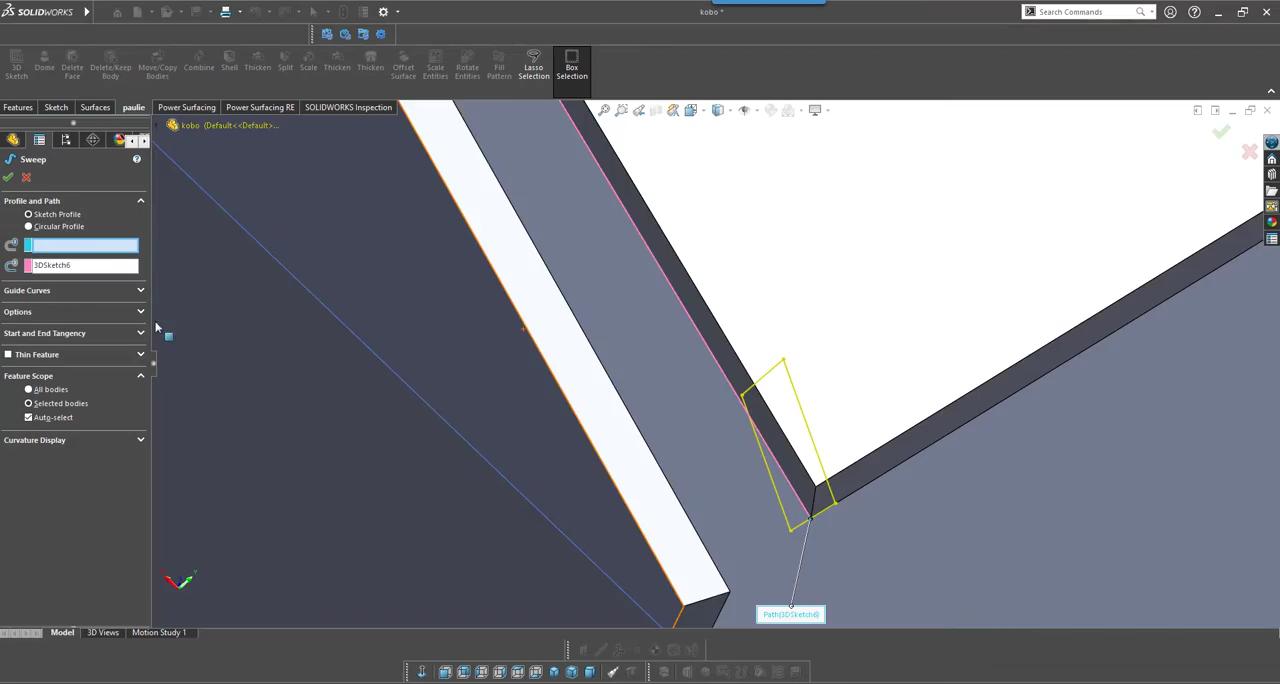 SOLIDWORKS
kobo *
Search Commands
3D Sketch
Dome
Delete Face
Delete/Keep Body
Move/Copy Bodies
Combine
Shell
Thicken
Split
Scale
Thicken
Thicken
Offset Surface
Scale Entities
Rotate Entities
Fill Pattern
Lasso Selection
Box Selection
Features
Sketch
Surfaces
paulie
Power Surfacing
Power Surfacing RE
SOLIDWORKS Inspection
kobo (Default<<Default>...
Sweep
Profile and Path
Sketch Profile
Circular Profile
3DSketch6
Guide Curves
Options
Start and End Tangency
Thin Feature
Feature Scope
All bodies
Selected bodies
Auto-select
Curvature Display
Path(3DSketch6)
Model
3D Views
Motion Study 1